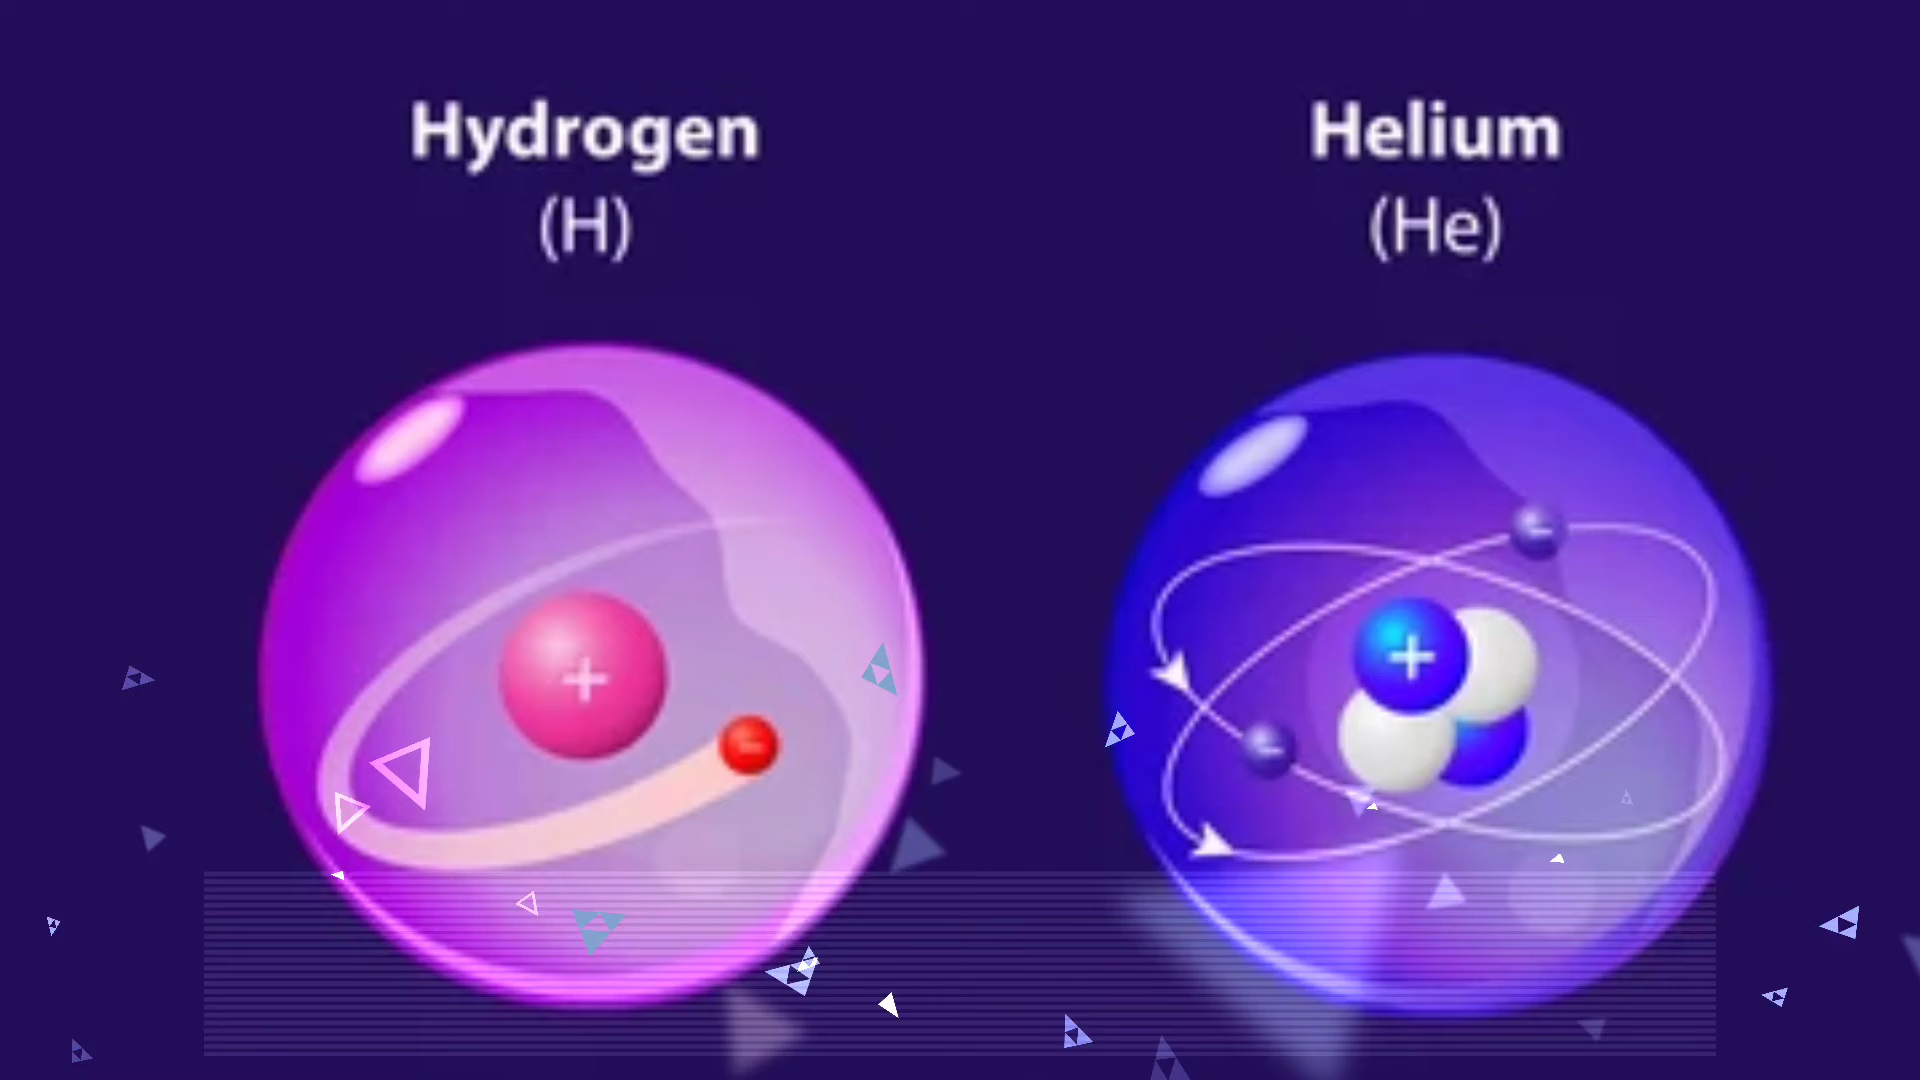 Hydrogen
(H)
Helium
(He)
+
-
+
-
-